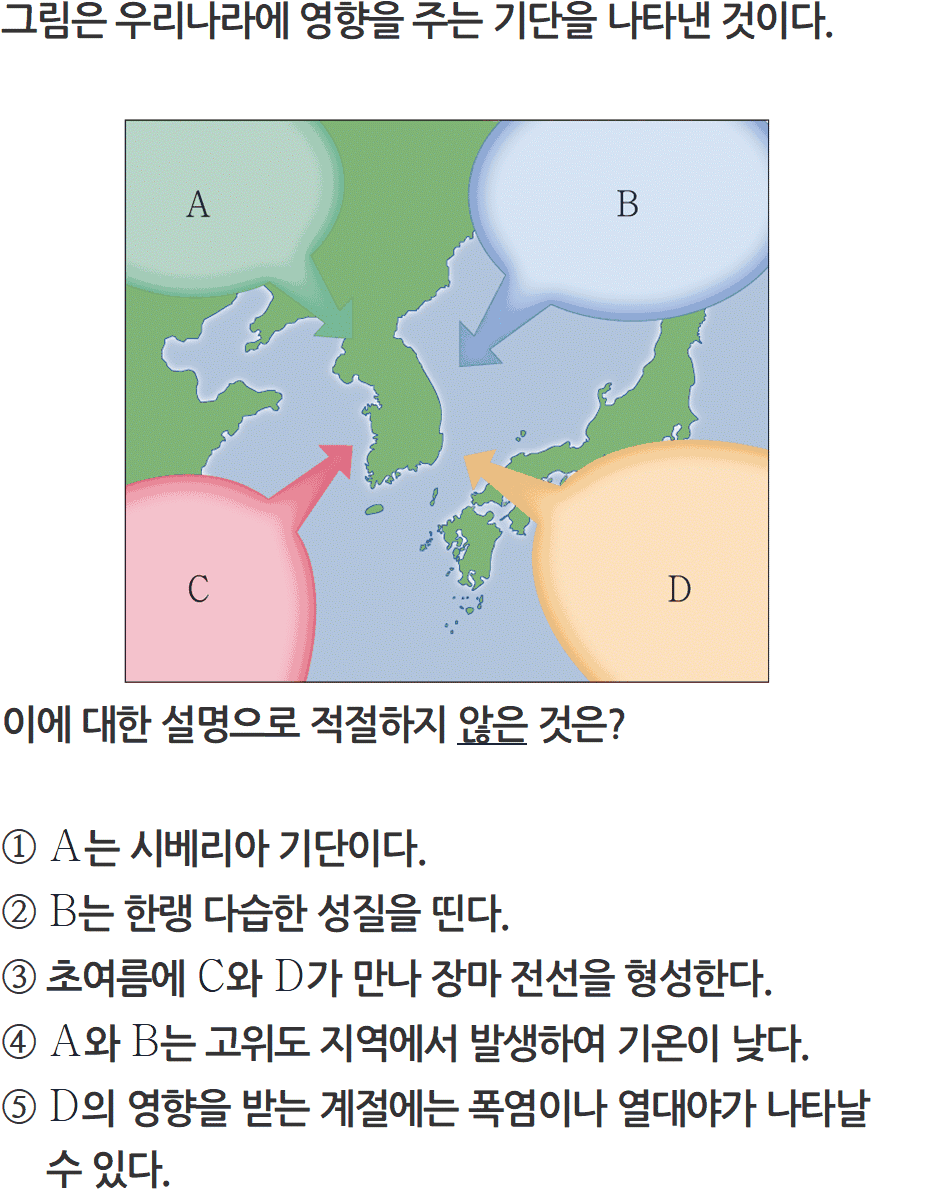 그림은 우리나라에 영향을 주는 기단을 나타낸 것이다.
A
B
C
D
이에 대한 설명으로 적절하지 않은 것은?
① A는 시베리아 기단이다.
② B는 한랭 다습한 성질을 띤다.
③ 초여름에 C와 D가 만나 장마 전선을 형성한다.
④ A와 B는 고위도 지역에서 발생하여 기온이 낮다.
⑤ D의 영향을 받는 계절에는 폭염이나 열대야가 나타날
수 있다.